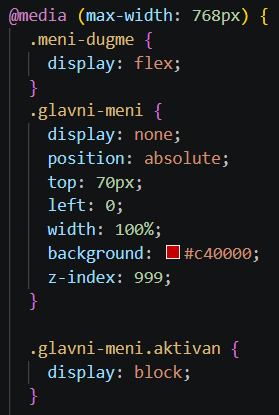 @media (max-width: 768px) {
.meni-dugme {
display: flex;
}
.glavni-meni {
display: none;
position: absolute;
top: 70px;
left: 0;
width: 100%;
background: #c40000;
z-index: 999;
}
.glavni-meni.aktivan {
display: block;
}